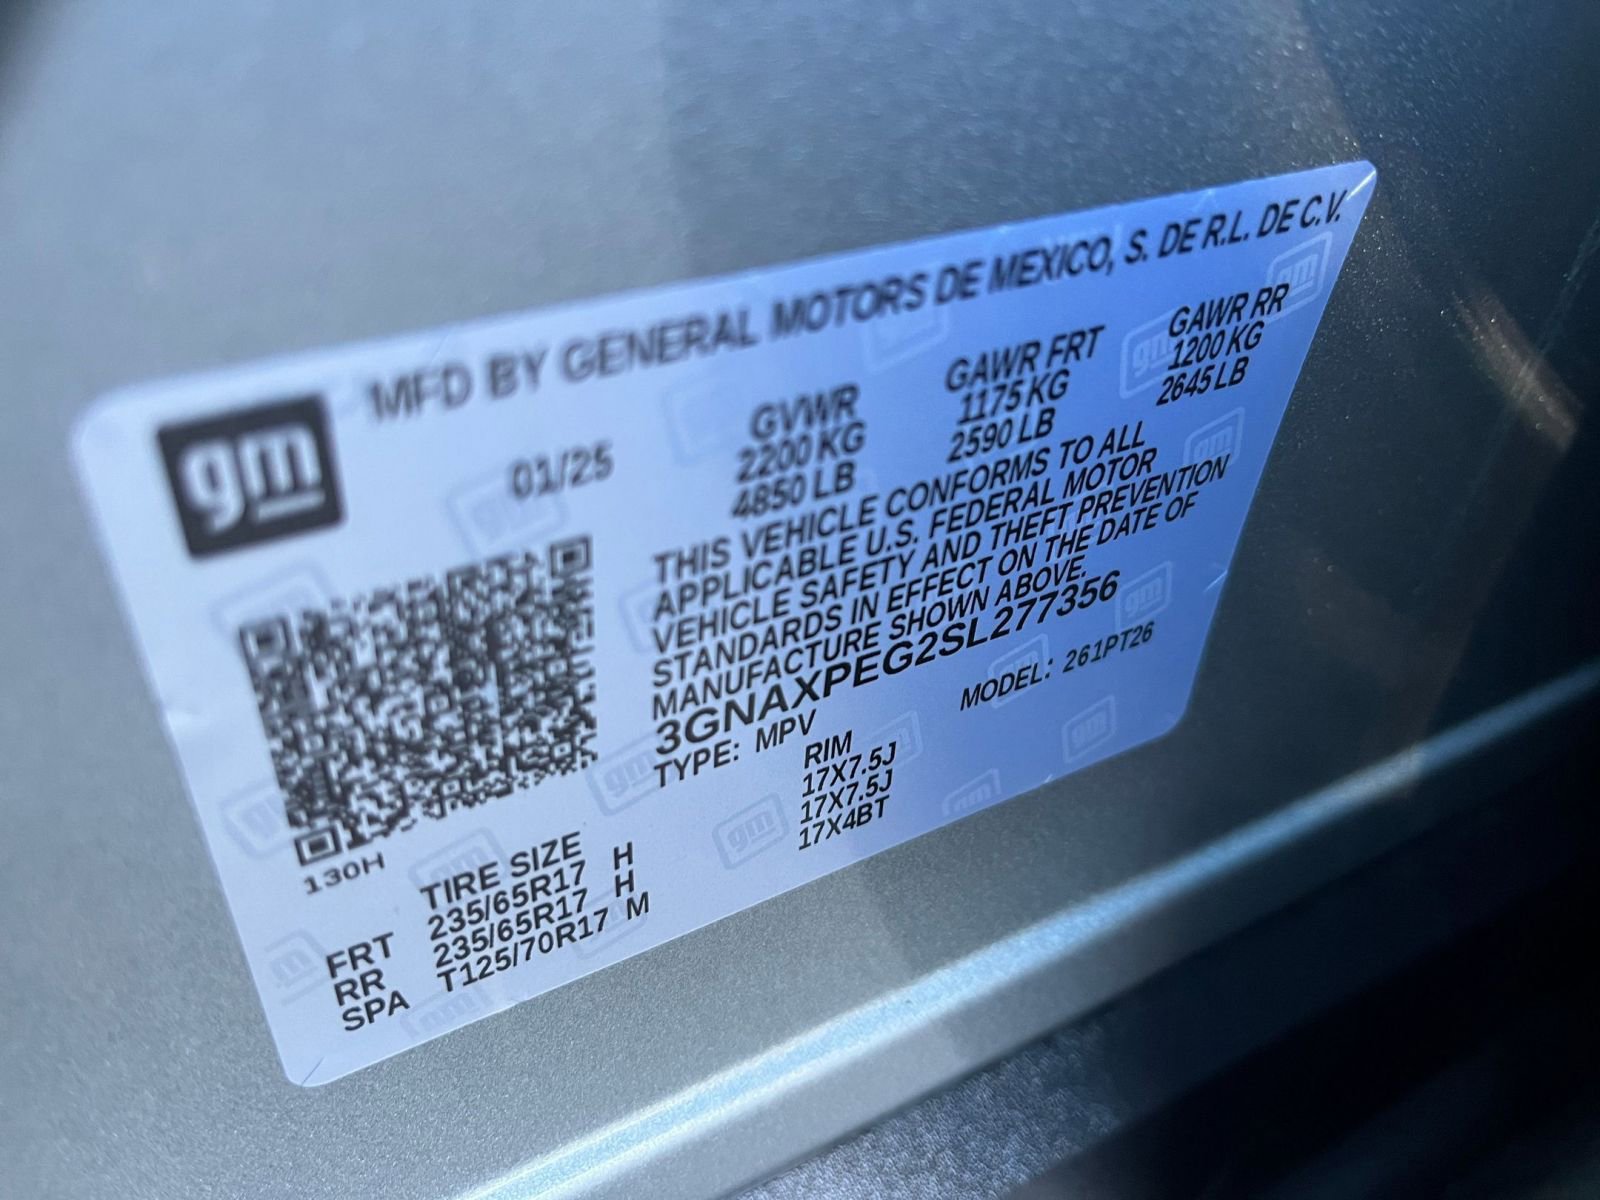 MFD BY GENERAL MOTORS DE MEXICO, S. DE R.L. DE C.V.
gm
01/25
GVWR GAWR FRT GAWR RR
2200 KG 1175 KG 1200 KG
4850 LB 2590 LB 2645 LB
THIS VEHICLE CONFORMS TO ALL
APPLICABLE U.S. FEDERAL MOTOR
VEHICLE SAFETY AND THEFT PREVENTION
STANDARDS IN EFFECT ON THE DATE OF
MANUFACTURE SHOWN ABOVE.
3GNAXPEG2SL277356
TYPE: MPV MODEL: 261PT26
130H
TIRE SIZE RIM
FRT 235/65R17 H 17X7.5J
RR 235/65R17 H 17X7.5J
SPA T125/70R17 M 17X4BT